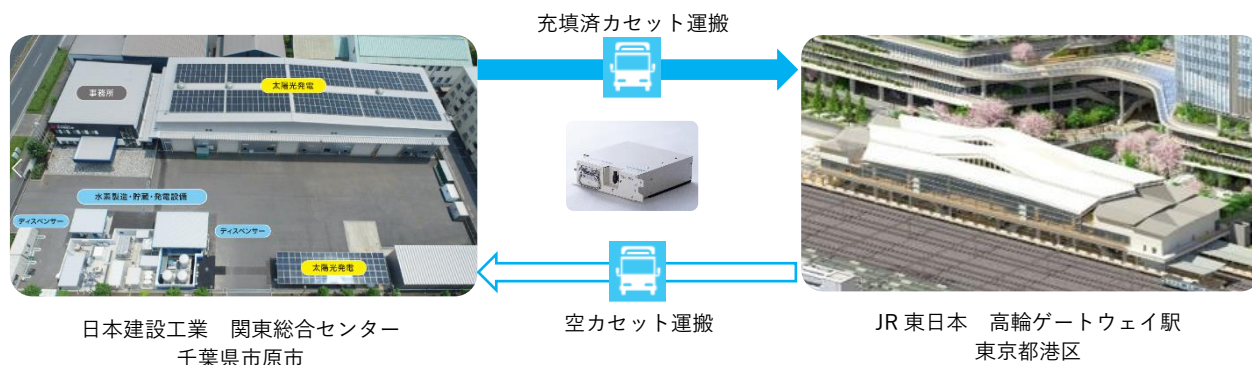 充填済カセット運搬
太陽光発電
事務所
水素製造・貯蔵・発電設備
ディスペンサー
ディスペンサー
太陽光発電
空カセット運搬
日本建設工業　関東総合センター
千葉県市原市
JR 東日本　高輪ゲートウェイ駅
東京都港区